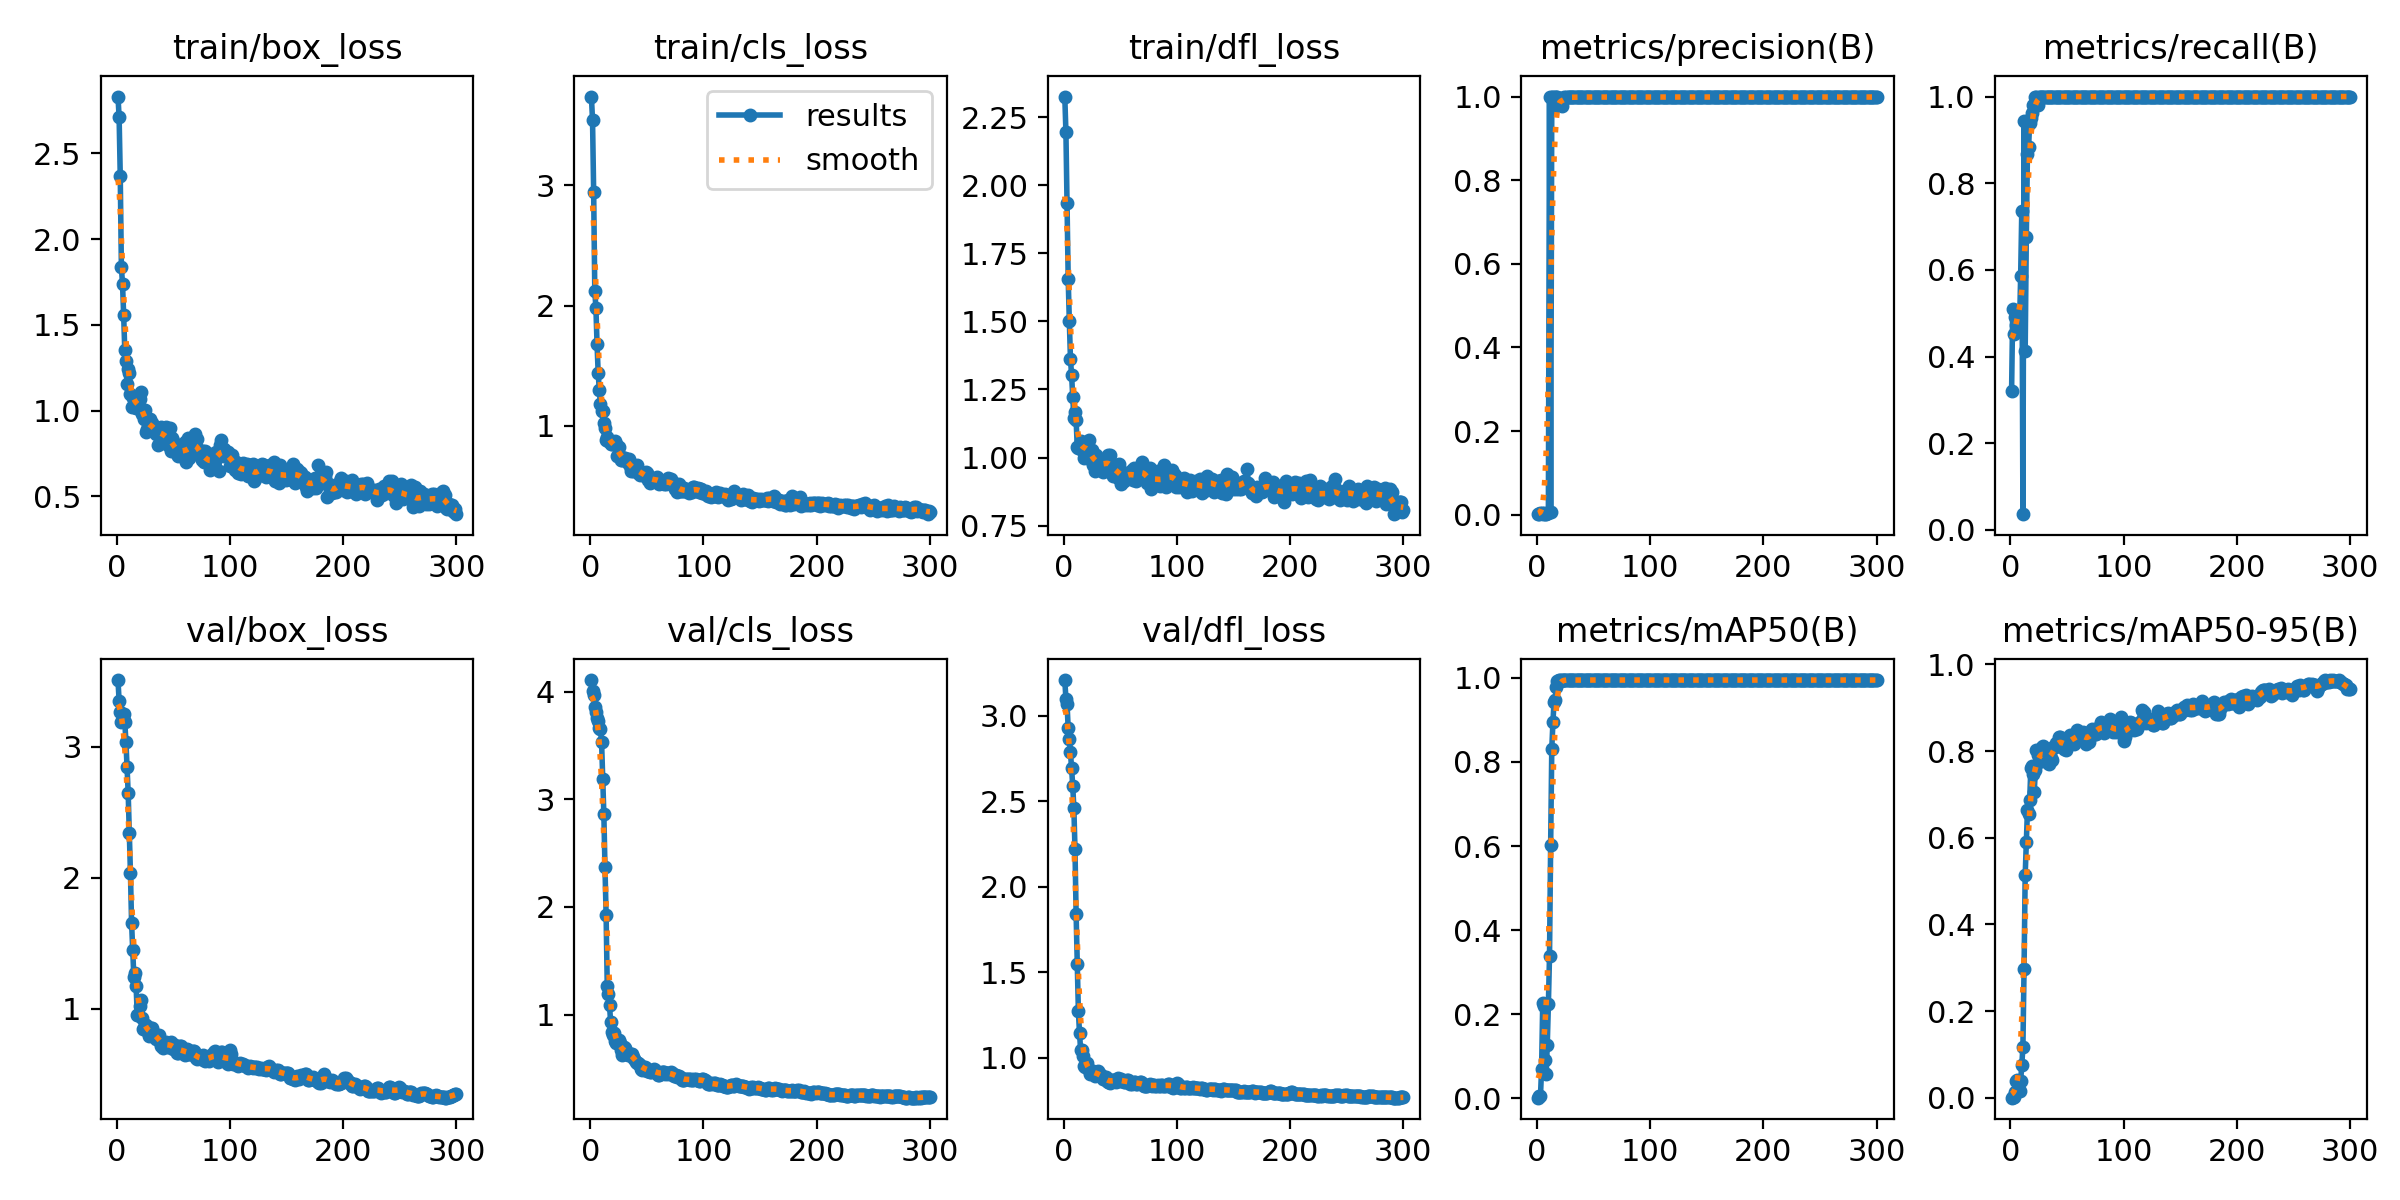 train/box_loss
train/cls_loss
train/dfl_loss
metrics/precision(B)
metrics/recall(B)
2.5
2.0
1.5
1.0
0.5
0 100 200 300
results
smooth
3
2
1
0 100 200 300
2.25
2.00
1.75
1.50
1.25
1.00
0.75
0 100 200 300
1.0
0.8
0.6
0.4
0.2
0.0
0 100 200 300
1.0
0.8
0.6
0.4
0.2
0.0
0 100 200 300
val/box_loss
val/cls_loss
val/dfl_loss
metrics/mAP50(B)
metrics/mAP50-95(B)
3
2
1
0 100 200 300
4
3
2
1
0 100 200 300
3.0
2.5
2.0
1.5
1.0
0 100 200 300
1.0
0.8
0.6
0.4
0.2
0.0
0 100 200 300
1.0
0.8
0.6
0.4
0.2
0.0
0 100 200 300